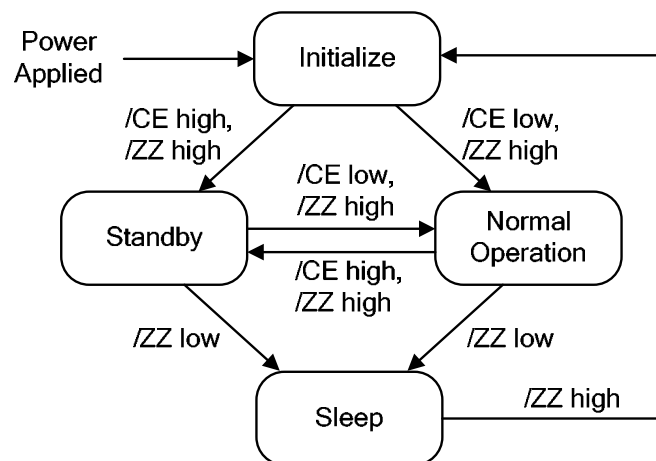 Power
Applied
Initialize
/CE high,
/ZZ high
/CE low,
/ZZ high
/CE low,
/ZZ high
Standby
Normal
Operation
/CE high,
/ZZ high
/ZZ low
/ZZ low
Sleep
/ZZ high